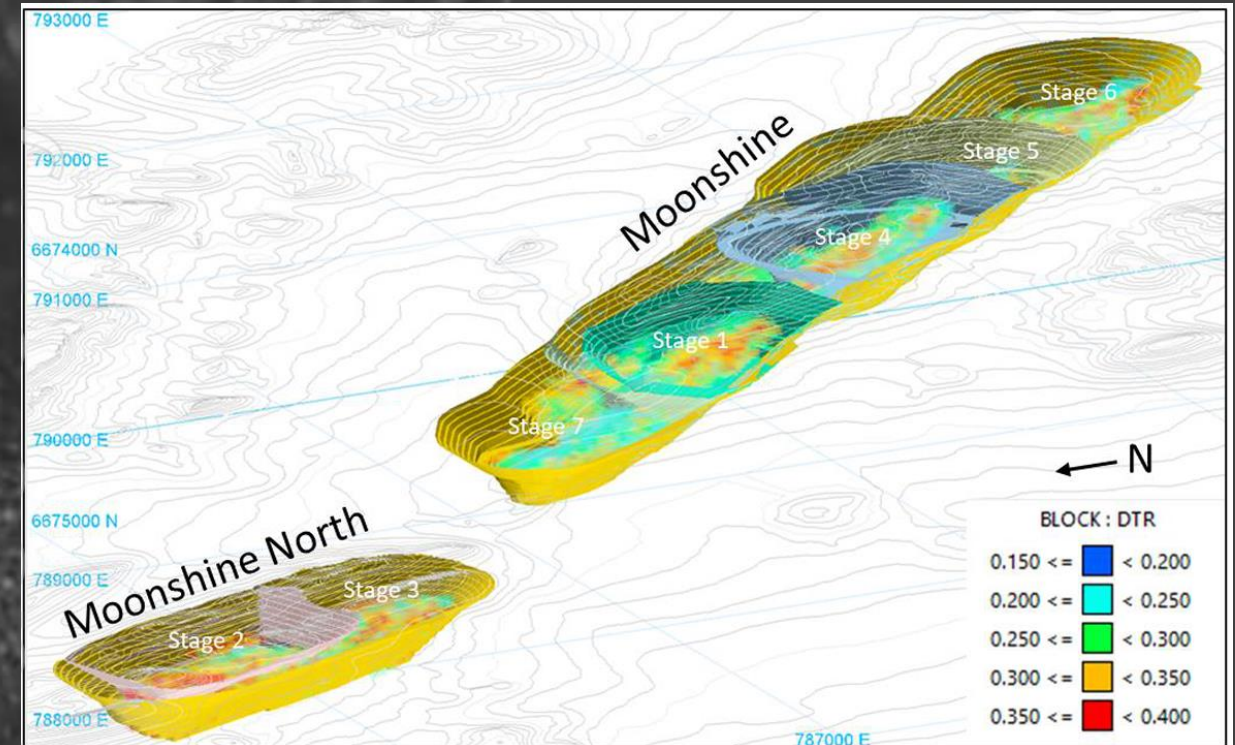 793000 E
792000 E
6674000 N
791000 E
790000 E
6675000 N
789000 E
788000 E
787000 E
Moonshine
Stage 6
Stage 5
Stage 4
Stage 1
Stage 7
Moonshine North
Stage 3
Stage 2
N
BLOCK : DTR
0.150 <= < 0.200
0.200 <= < 0.250
0.250 <= < 0.300
0.300 <= < 0.350
0.350 <= < 0.400